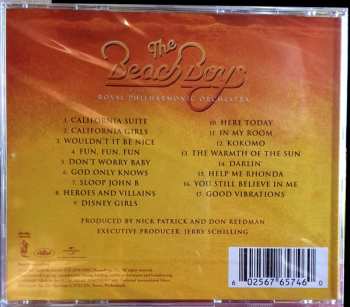 The
Beach Boys
ROYAL PHILHARMONIC ORCHESTRA
1 CALIFORNIA SUITE
2 CALIFORNIA GIRLS
3 WOULDN'T IT BE NICE
4 FUN, FUN, FUN
5 DON'T WORRY BABY
6 GOD ONLY KNOWS
7 SLOOP JOHN B
8 HEROES AND VILLAINS
9 DISNEY GIRLS
10 HERE TODAY
11 IN MY ROOM
12 KOKOMO
13 THE WARMTH OF THE SUN
14 DARLIN'
15 HELP ME RHONDA
16 YOU STILL BELIEVE IN ME
17 GOOD VIBRATIONS
PRODUCED BY NICK PATRICK AND DON REEDMAN
EXECUTIVE PRODUCER: JERRY SCHILLING
6 02567 65746 0